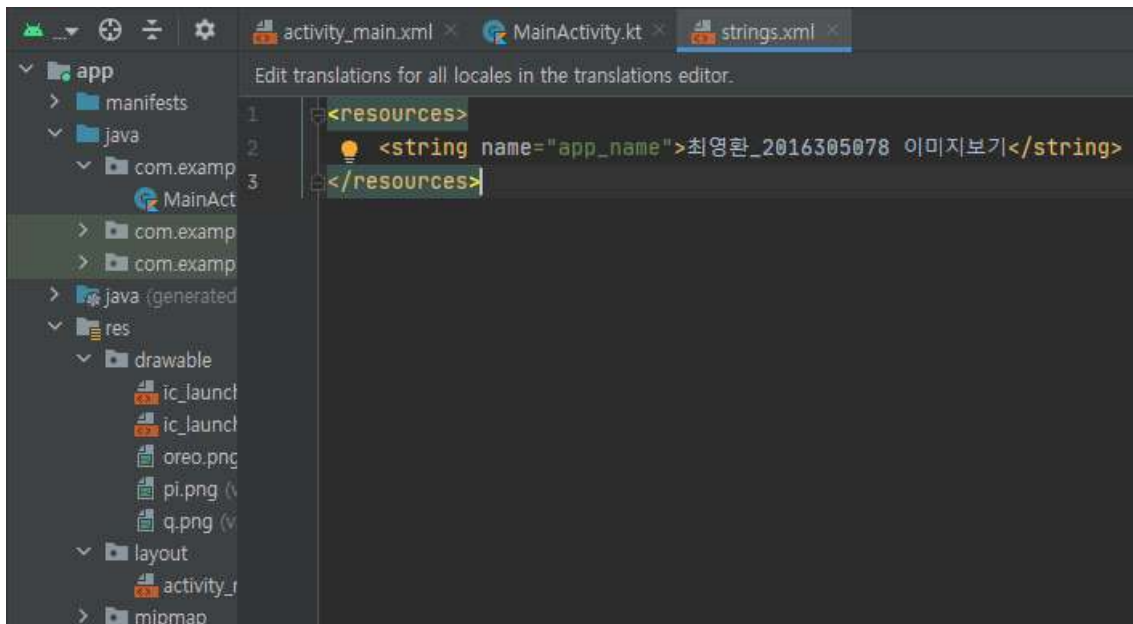 activity_main.xml MainActivity.kt strings.xml
app
Edit translations for all locales in the translations editor.
manifests
java
com.examp
MainAct
com.examp
com.examp
java (generated
res
drawable
ic_launch
ic_launch
oreo.png
pi.png (v
q.png (v
layout
activity_r
mipmap
1 <resources>
2 <string name="app_name">최영환_2016305078 이미지보기</string>
3 </resources>